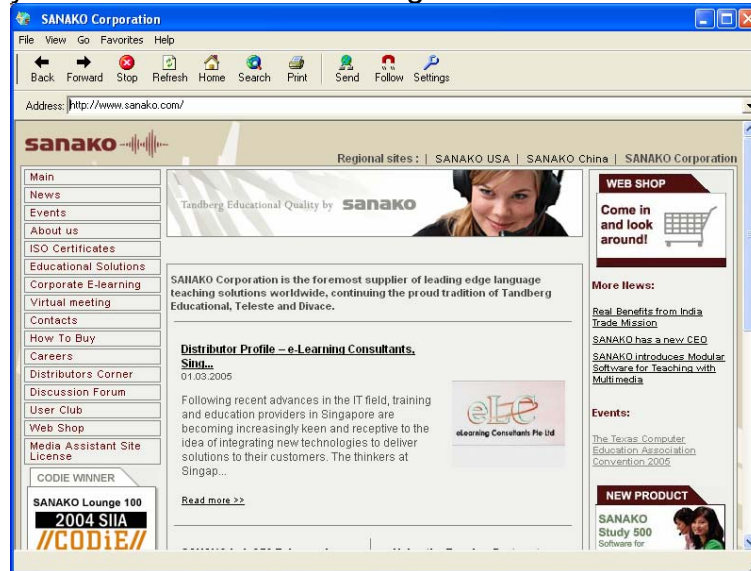 SANAKO Corporation
File View Go Favorites Help
Back Forward Stop Refresh Home Search Print Send Follow Settings
Address: http://www.sanako.com/
sanako
Regional sites : | SANAKO USA | SANAKO China | SANAKO Corporation
Main
News
Events
About us
ISO Certificates
Educational Solutions
Corporate E-learning
Virtual meeting
Contacts
How To Buy
Careers
Distributors Corner
Discussion Forum
User Club
Web Shop
Media Assistant Site
License
CODIE WINNER
SANAKO Lounge 100
2004 SIIA
//CODiE//
Tandberg Educational Quality by sanako
SANAKO Corporation is the foremost supplier of leading edge language
teaching solutions worldwide, continuing the proud tradition of Tandberg
Educational, Teleste and Divace.
Distributor Profile – e-Learning Consultants,
Sing...
01.03.2005
Following recent advances in the IT field, training
and education providers in Singapore are
becoming increasingly keen and receptive to the
idea of integrating new technologies to deliver
solutions to their customers. The thinkers at
Singap...
Read more >>
eLC
eLearning Consultants Pte Ltd
WEB SHOP
Come in
and look
around!
More News:
Real Benefits from India
Trade Mission
SANAKO has a new CEO
SANAKO introduces Modular
Software for Teaching with
Multimedia
Events:
The Texas Computer
Education Association
Convention 2005
NEW PRODUCT
SANAKO
Study 500
Software for